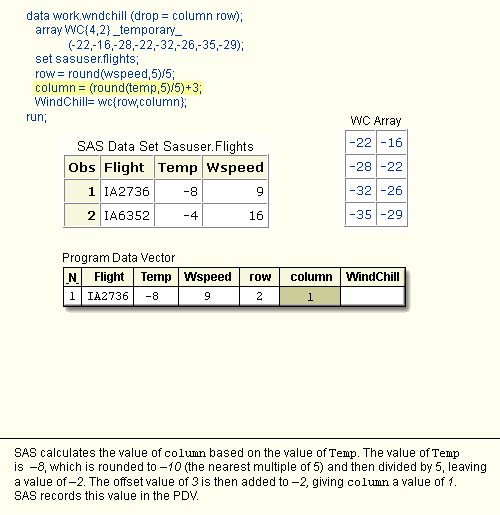 data work.wndchill (drop = column row);
array WC{4,2} _temporary_
(-22,-16,-28,-22,-32,-26,-35,-29);
set sasuser.flights;
row = round(wspeed,5)/5;
column = (round(temp,5)/5)+3;
WindChill= wc{row,column};
run;
WC Array
-22 -16
-28 -22
-32 -26
-35 -29
SAS Data Set Sasuser.Flights
Obs Flight Temp Wspeed
1 IA2736 -8 9
2 IA6352 -4 16
Program Data Vector
_N_ Flight Temp Wspeed row column WindChill
1 IA2736 -8 9 2 1
SAS calculates the value of column based on the value of Temp. The value of Temp
is –8, which is rounded to –10 (the nearest multiple of 5) and then divided by 5, leaving
a value of –2. The offset value of 3 is then added to –2, giving column a value of 1.
SAS records this value in the PDV.